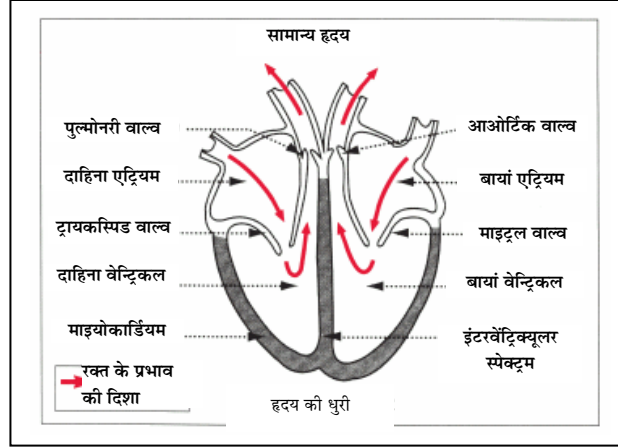 सामान्य हृदय
पुल्मोनरी वाल्व
आओर्टिक वाल्व
दाहिना एट्रियम
बायां एट्रियम
ट्रायकस्पिड वाल्व
माइट्रल वाल्व
दाहिना वेन्ट्रिकल
बायां वेन्ट्रिकल
माइयोकार्डियम
इंटरवेंट्रिक्यूलर
स्पेक्ट्रम
रक्त के प्रभाव
की दिशा
हृदय की धुरी